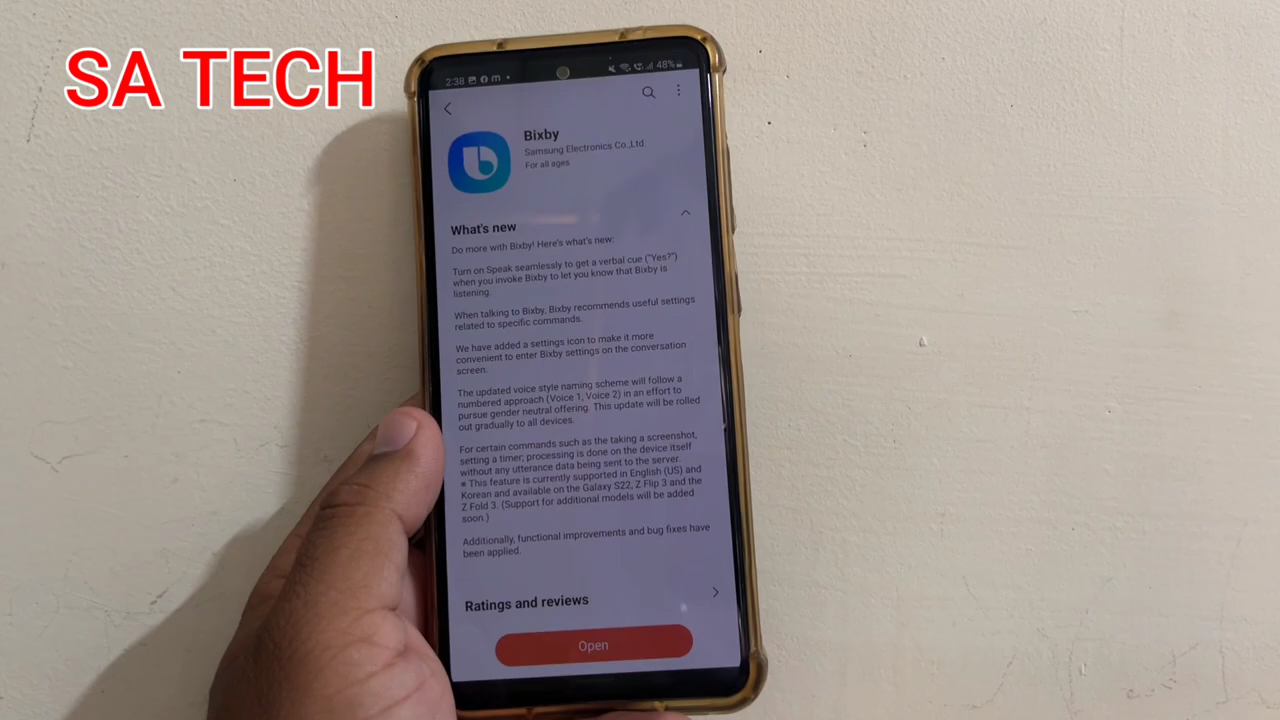 SA TECH
2:38
48%
Bixby
Samsung Electronics Co.,Ltd.
For all ages
What's new
Do more with Bixby! Here's what's new:
Turn on Speak seamlessly to get a verbal cue ("Yes?")
when you invoke Bixby to let you know that Bixby is
listening.
When talking to Bixby, Bixby recommends useful settings
related to specific commands.
We have added a settings icon to make it more
convenient to enter Bixby settings on the conversation
screen.
The updated voice style naming scheme will follow a
numbered approach (Voice 1, Voice 2) in an effort to
pursue gender neutral offering. This update will be rolled
out gradually to all devices.
For certain commands such as the taking a screenshot,
setting a timer, processing is done on the device itself
without any utterance data being sent to the server.
※ This feature is currently supported in English (US) and
Korean and available on the Galaxy S22, Z Flip 3 and the
Z Fold 3. (Support for additional models will be added
soon.)
Additionally, functional improvements and bug fixes have
been applied.
Ratings and reviews
Open